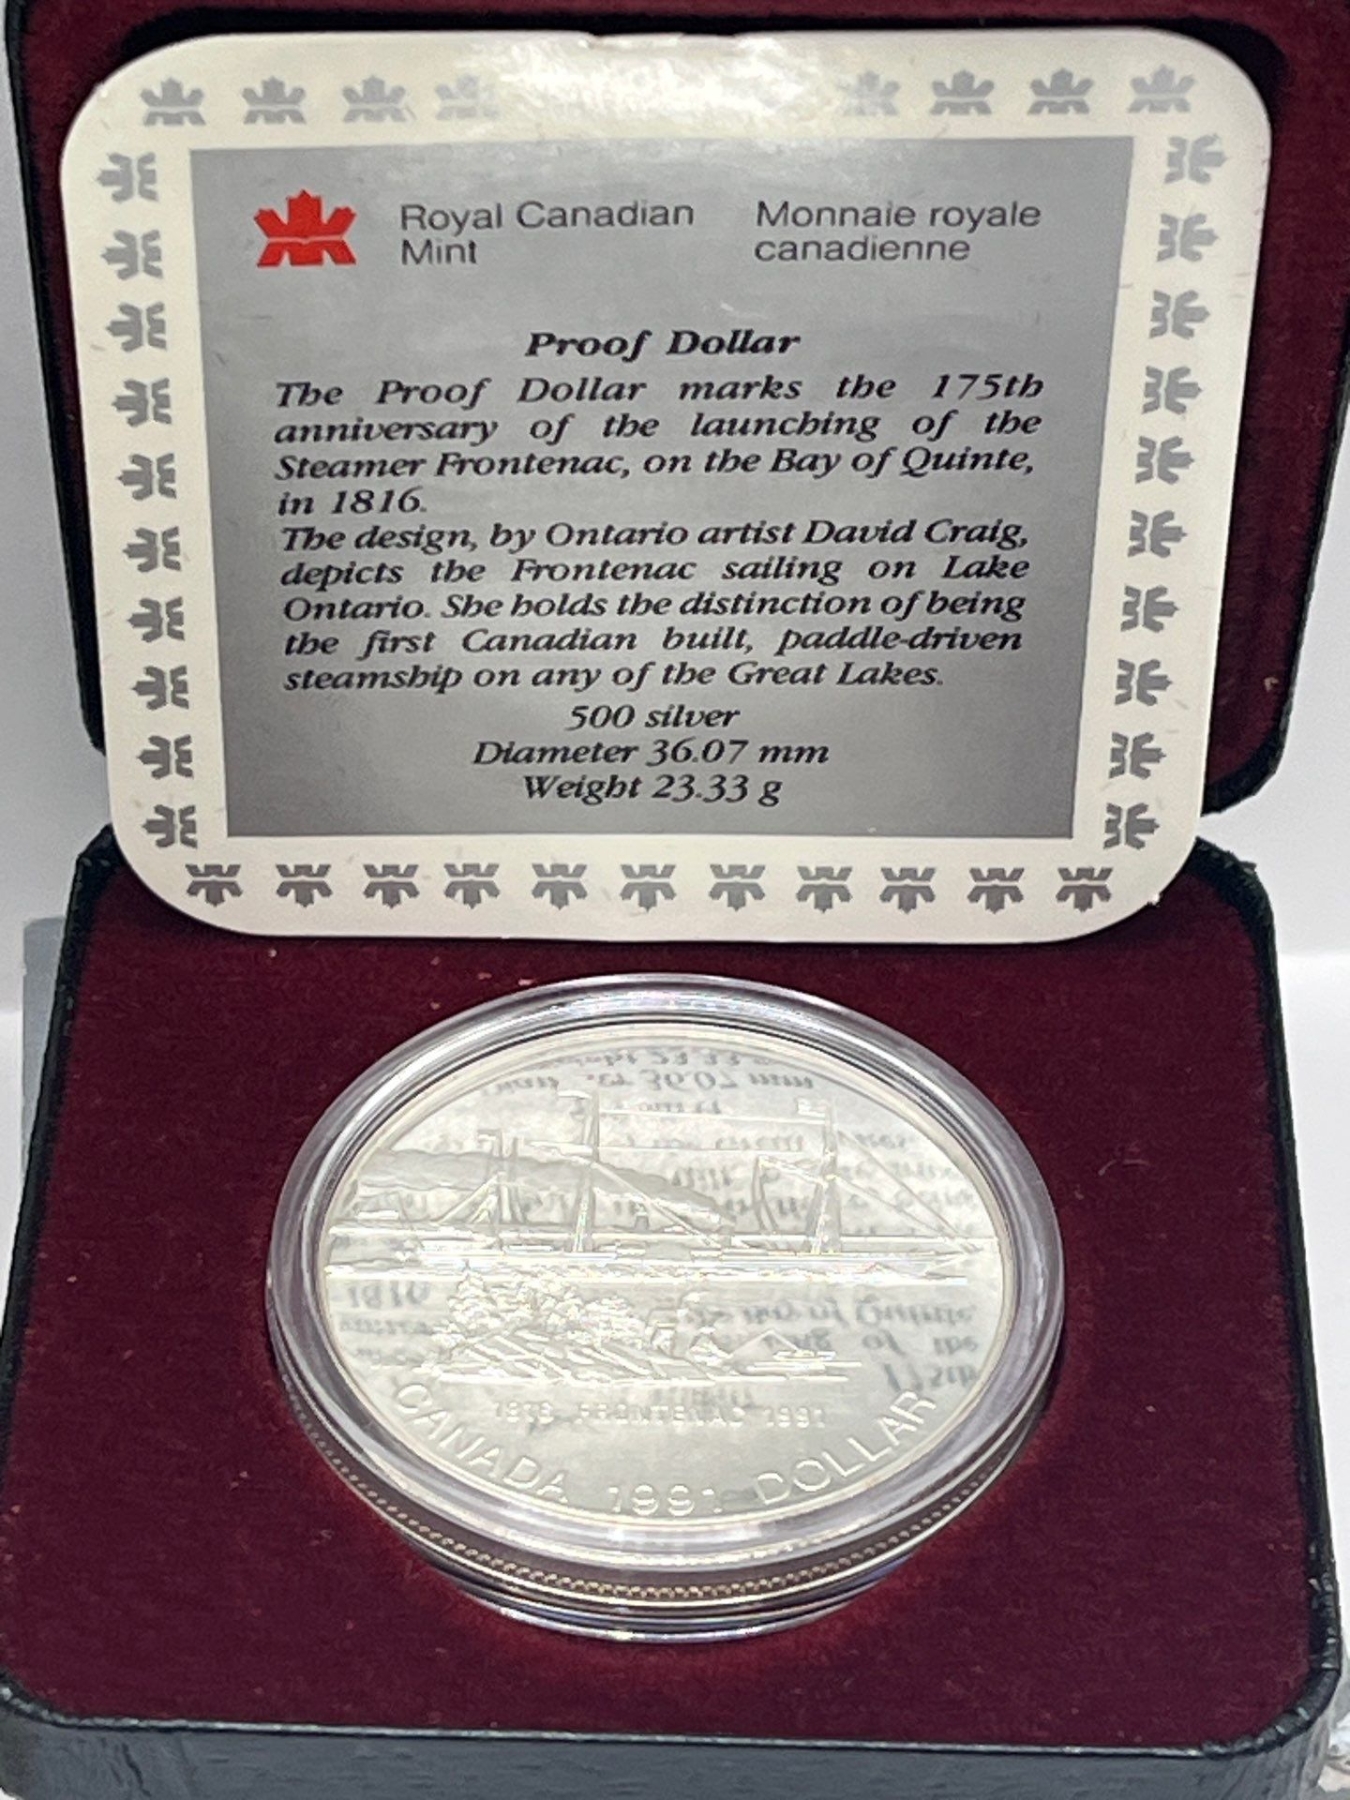 Royal Canadian Mint
Monnaie royale canadienne
Proof Dollar
The Proof Dollar marks the 175th
anniversary of the launching of the
Steamer Frontenac, on the Bay of Quinte,
in 1816.
The design, by Ontario artist David Craig,
depicts the Frontenac sailing on Lake
Ontario. She holds the distinction of being
the first Canadian built, paddle-driven
steamship on any of the Great Lakes.
500 silver
Diameter 36.07 mm
Weight 23.33 g
1816 FRONTENAC 1991
CANADA 1991 DOLLAR